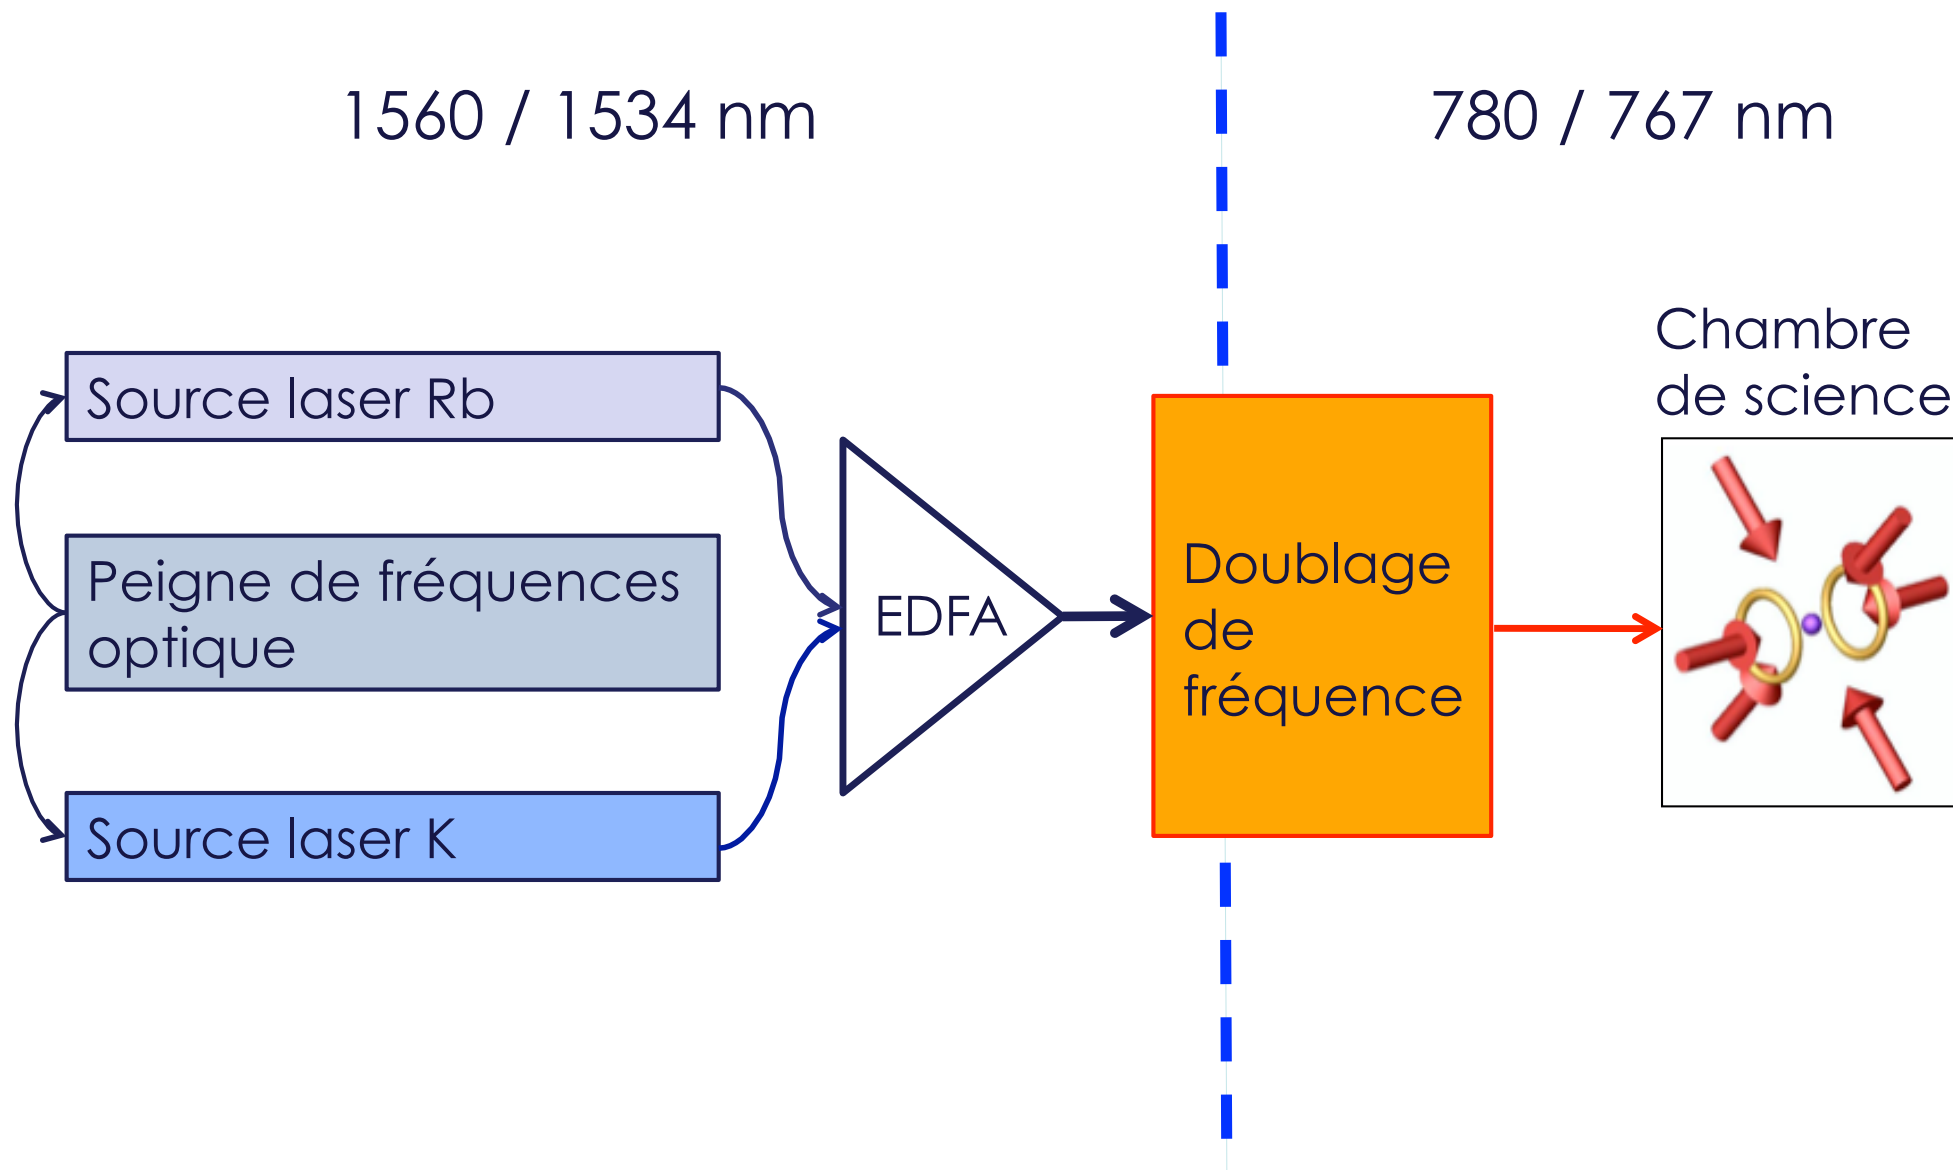 1560 / 1534 nm
780 / 767 nm
Chambre
de science
Source laser Rb
Peigne de fréquences
optique
Source laser K
EDFA
Doublage
de
fréquence